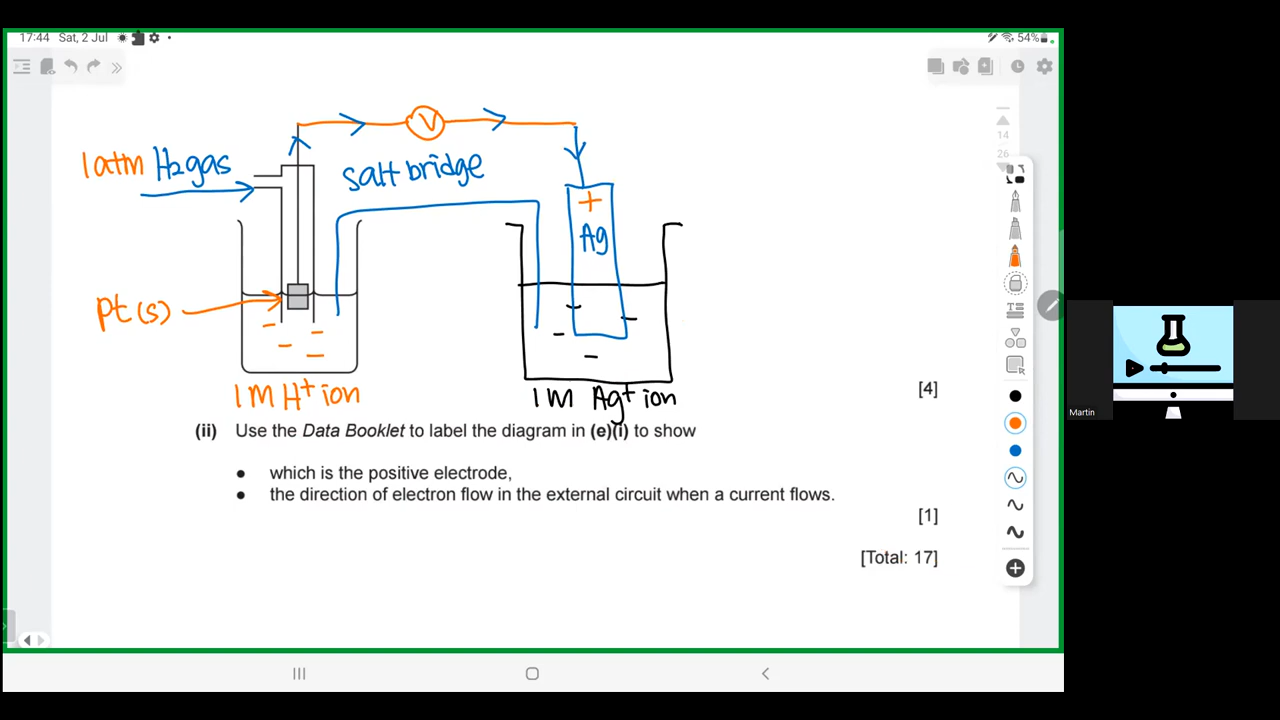 17:44 Sat, 2 Jul
54%
14
26
V
1atm H2 gas
salt bridge
+
Ag
Pt (s)
1M H+ ion
1M Ag+ ion
[4]
(ii) Use the Data Booklet to label the diagram in (e)(i) to show
● which is the positive electrode,
● the direction of electron flow in the external circuit when a current flows.
[1]
[Total: 17]
Martin